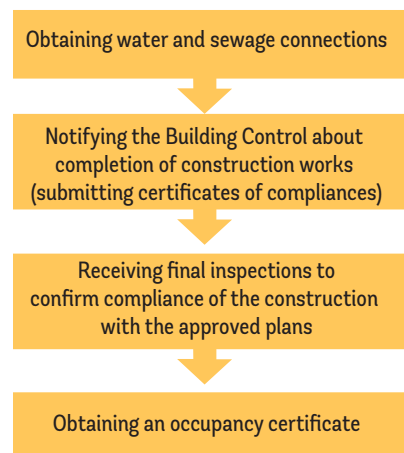 Obtaining water and sewage connections
Notifying the Building Control about
completion of construction works
(submitting certificates of compliances)
Receiving final inspections to
confirm compliance of the construction
with the approved plans
Obtaining an occupancy certificate